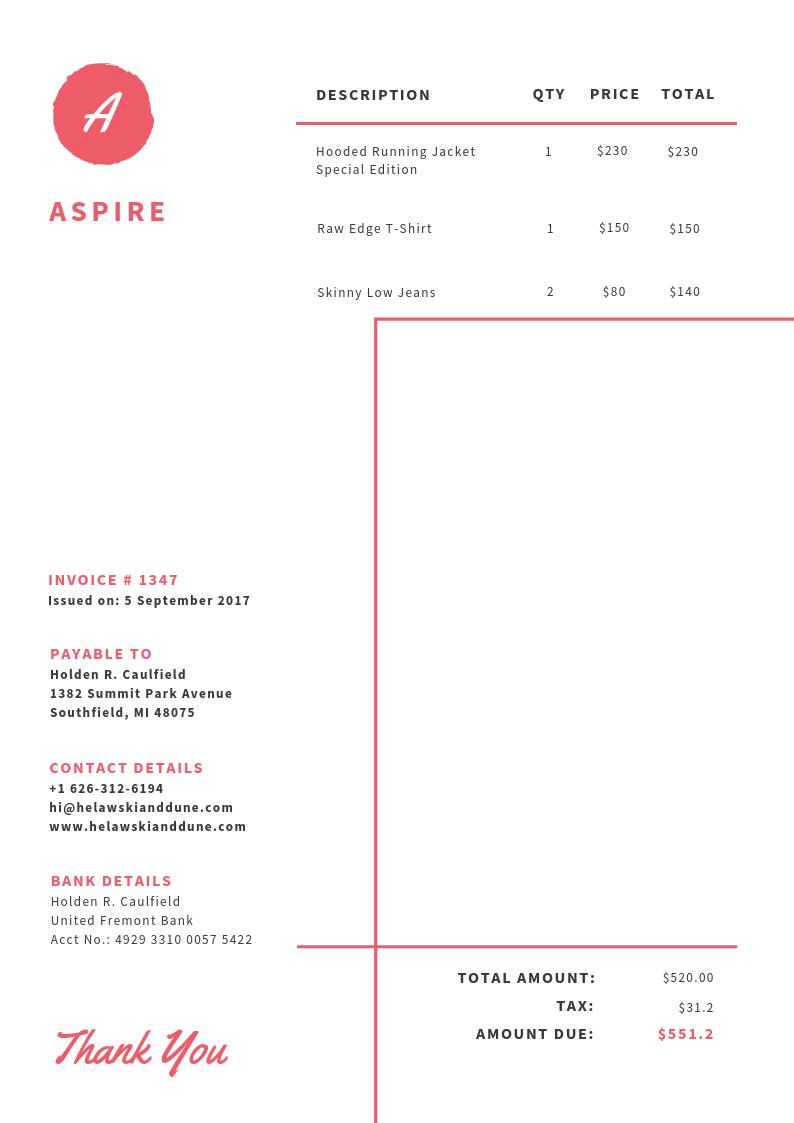 A
ASPIRE
DESCRIPTION QTY PRICE TOTAL
Hooded Running Jacket 1 $230 $230
Special Edition
Raw Edge T-Shirt 1 $150 $150
Skinny Low Jeans 2 $80 $140
INVOICE # 1347
Issued on: 5 September 2017
PAYABLE TO
Holden R. Caulfield
1382 Summit Park Avenue
Southfield, MI 48075
CONTACT DETAILS
+1 626-312-6194
hi@helawskianddune.com
www.helawskianddune.com
BANK DETAILS
Holden R. Caulfield
United Fremont Bank
Acct No.: 4929 3310 0057 5422
TOTAL AMOUNT: $520.00
TAX: $31.2
AMOUNT DUE: $551.2
Thank You